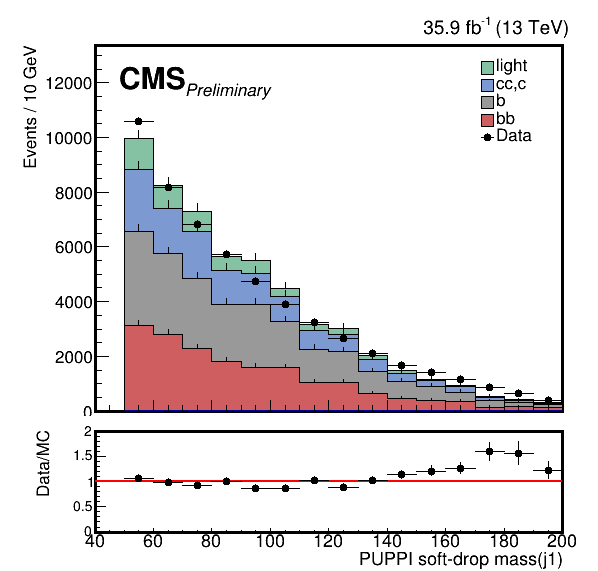 35.9 fb⁻¹ (13 TeV)
Events / 10 GeV
CMS Preliminary
light
cc,c
b
bb
Data
12000
10000
8000
6000
4000
2000
0
Data/MC
2
1.5
1
0.5
0
40 60 80 100 120 140 160 180 200
PUPPI soft-drop mass(j1)